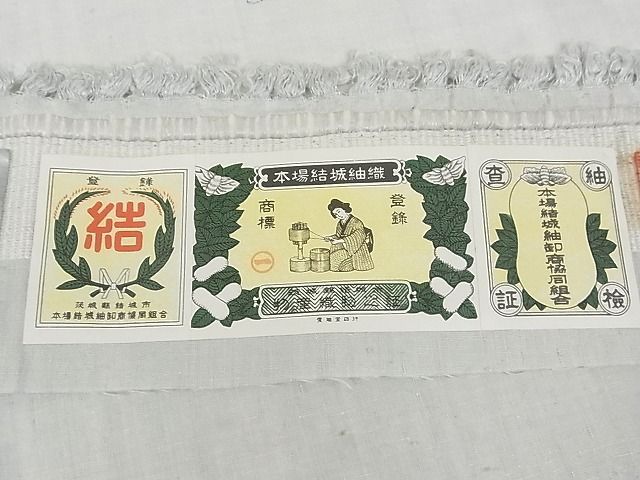 登録
結
茨城縣結城市
本場結城紬卸商協同組合
本場結城紬織
商標
登録
一
査 紬
本場結城紬卸商協同組合
証 検